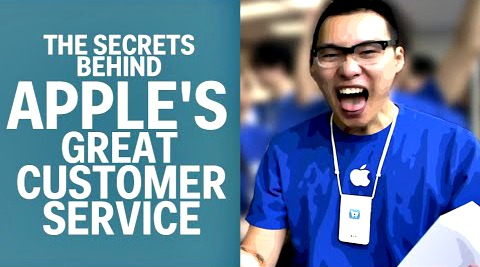 THE SECRETS
BEHIND
APPLE'S
GREAT
CUSTOMER
SERVICE